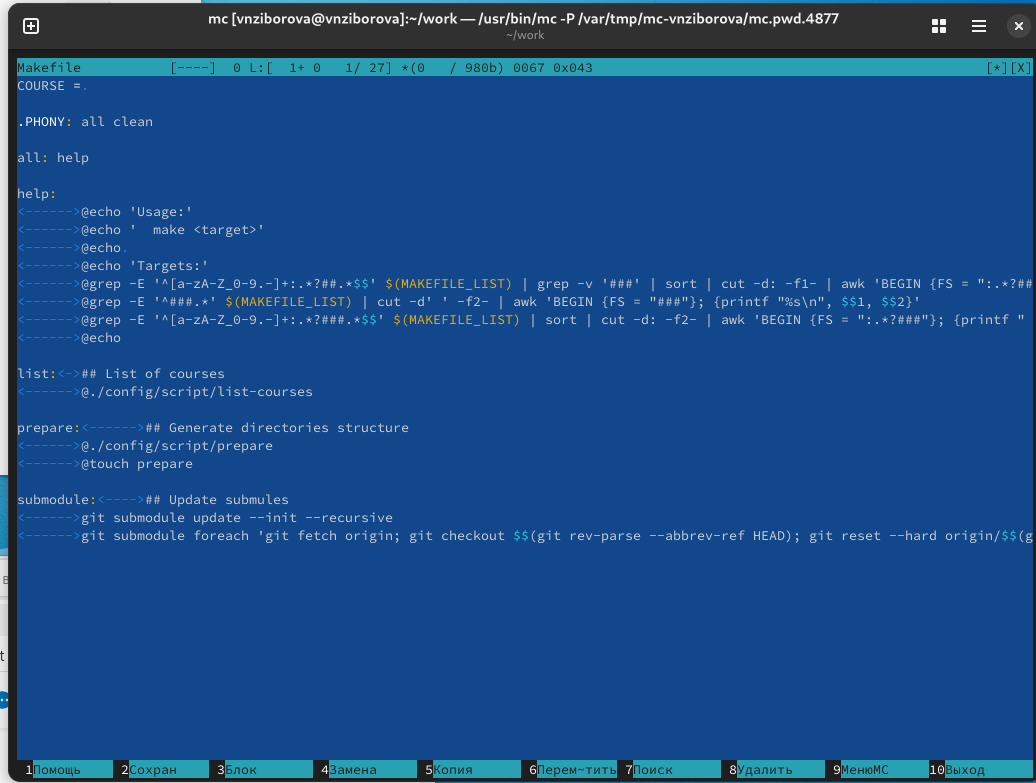 mc [vnziborova@vnziborova]:~/work — /usr/bin/mc -P /var/tmp/mc-vnziborova/mc.pwd.4877
~/work
Makefile           [----]  0 L:[  1+ 0   1/ 27] *(0   / 980b) 0067 0x043                                                 [*][X]
COURSE =.
.PHONY: all clean
all: help
help:
<------>@echo 'Usage:'
<------>@echo '  make <target>'
<------>@echo.
<------>@echo 'Targets:'
<------>@grep -E '^[a-zA-Z_0-9.-]+:.*?##.*$$' $(MAKEFILE_LIST) | grep -v '###' | sort | cut -d: -f1- | awk 'BEGIN {FS = ":.*?##
<------>@grep -E '^###.*' $(MAKEFILE_LIST) | cut -d' ' -f2- | awk 'BEGIN {FS = "###"}; {printf "%s\n", $$1, $$2}'
<------>@grep -E '^[a-zA-Z_0-9.-]+:.*?###.*$$' $(MAKEFILE_LIST) | sort | cut -d: -f2- | awk 'BEGIN {FS = ":.*?###"}; {printf "
<------>@echo
list:<->## List of courses
<------>@./config/script/list-courses
prepare:<------>## Generate directories structure
<------>@./config/script/prepare
<------>@touch prepare
submodule:<---->## Update submules
<------>git submodule update --init --recursive
<------>git submodule foreach 'git fetch origin; git checkout $$(git rev-parse --abbrev-ref HEAD); git reset --hard origin/$$(g
1Помощь 2Сохран 3Блок 4Замена 5Копия 6Перем~тить 7Поиск 8Удалить 9МенюМС 10Выход